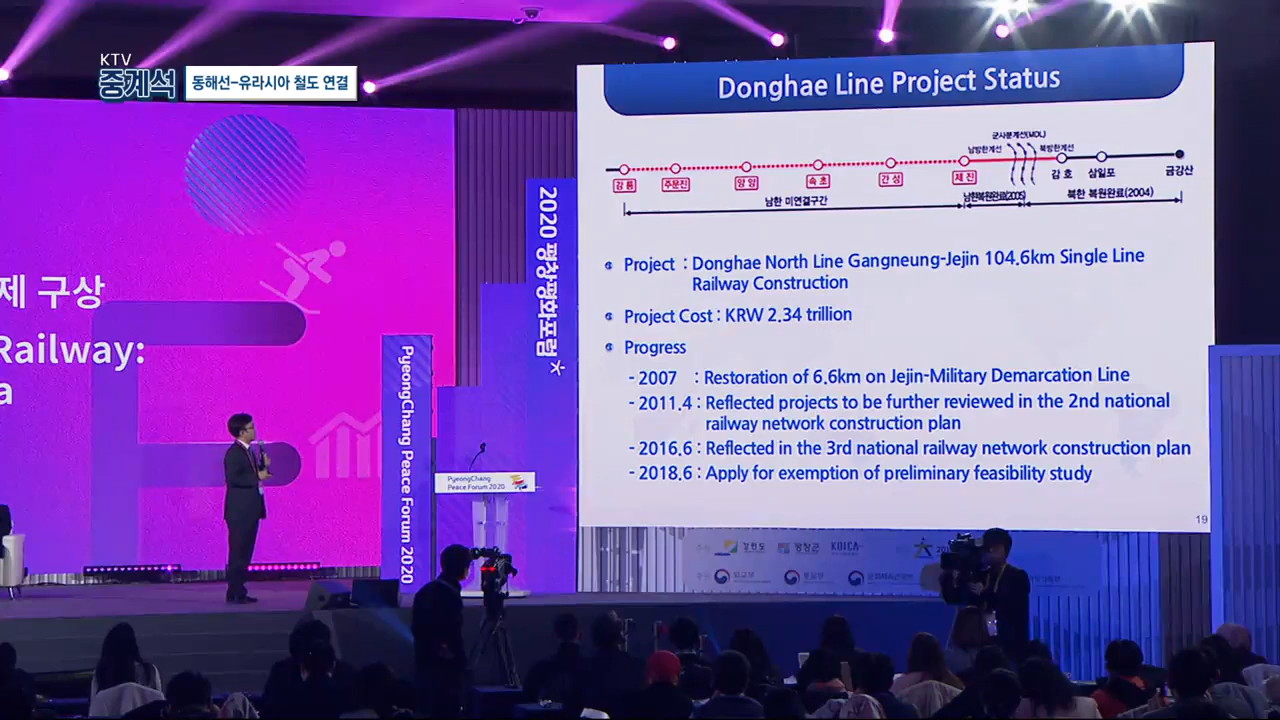 KTV
중계석
동해선-유라시아 철도 연결
제 구상
Railway:
a
2020 평창평화포럼
PyeongChang Peace Forum 2020
PyeongChang
Peace Forum 2020
Donghae Line Project Status
군사분계선(MDL)
남방한계선
북방한계선
강릉
주문진
양양
속초
간성
제진
감호
삼일포
금강산
남한 미연결구간
남한복원완료(2005)
북한 복원완료(2004)
Project : Donghae North Line Gangneung-Jejin 104.6km Single Line
Railway Construction
Project Cost : KRW 2.34 trillion
Progress
- 2007 : Restoration of 6.6km on Jejin-Military Demarcation Line
- 2011.4 : Reflected projects to be further reviewed in the 2nd national
railway network construction plan
- 2016.6 : Reflected in the 3rd national railway network construction plan
- 2018.6 : Apply for exemption of preliminary feasibility study
19
강원도
평창군
KOICA
외교부
통일부